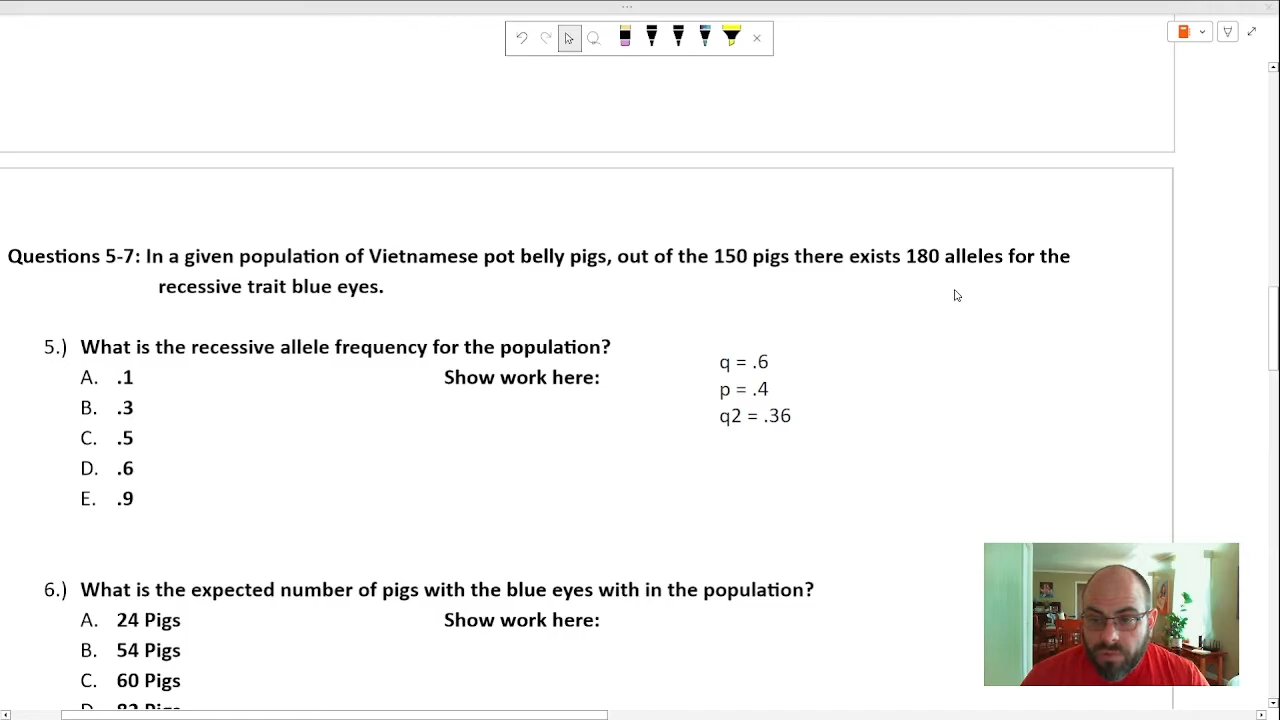 Questions 5-7: In a given population of Vietnamese pot belly pigs, out of the 150 pigs there exists 180 alleles for the
recessive trait blue eyes.
5.) What is the recessive allele frequency for the population?
A. .1 Show work here:
B. .3
C. .5
D. .6
E. .9
q = .6
p = .4
q2 = .36
6.) What is the expected number of pigs with the blue eyes with in the population?
A. 24 Pigs Show work here:
B. 54 Pigs
C. 60 Pigs